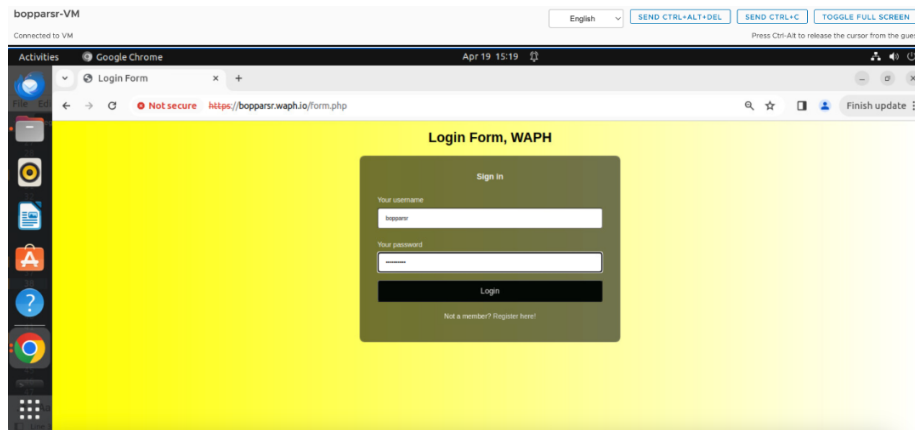 bopparsr-VM
English
SEND CTRL+ALT+DEL
SEND CTRL+C
TOGGLE FULL SCREEN
Connected to VM
Press Ctrl-Alt to release the cursor from the gue
Activities
Google Chrome
Apr 19 15:19
Login Form
File Edi
Not secure
https://bopparsr.waph.io/form.php
Finish update
Login Form, WAPH
Sign in
Your username
bopparsr
Your password
Login
Not a member? Register here!